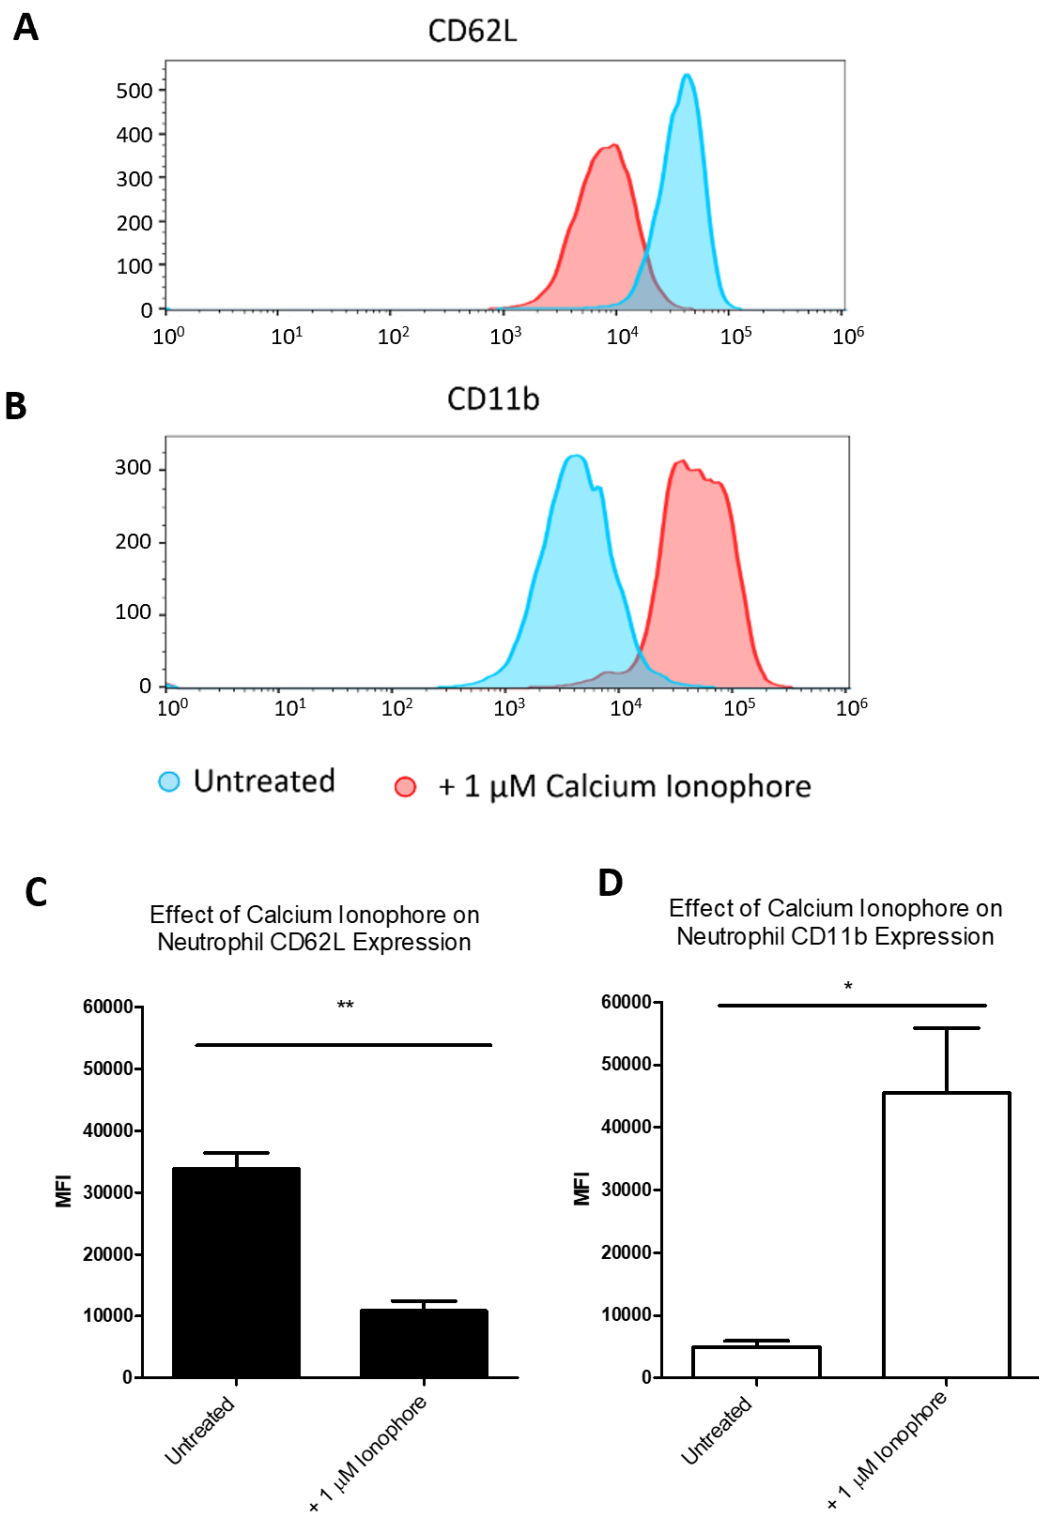 A
CD62L
500
400
300
200
100
0
10⁰ 10¹ 10² 10³ 10⁴ 10⁵ 10⁶
B
CD11b
300
200
100
0
10⁰ 10¹ 10² 10³ 10⁴ 10⁵ 10⁶
Untreated
+ 1 µM Calcium Ionophore
C
Effect of Calcium Ionophore on
Neutrophil CD62L Expression
**
60000
50000
40000
30000
20000
10000
0
MFI
Untreated
+ 1 µM Ionophore
D
Effect of Calcium Ionophore on
Neutrophil CD11b Expression
*
60000
50000
40000
30000
20000
10000
0
MFI
Untreated
+ 1 µM Ionophore